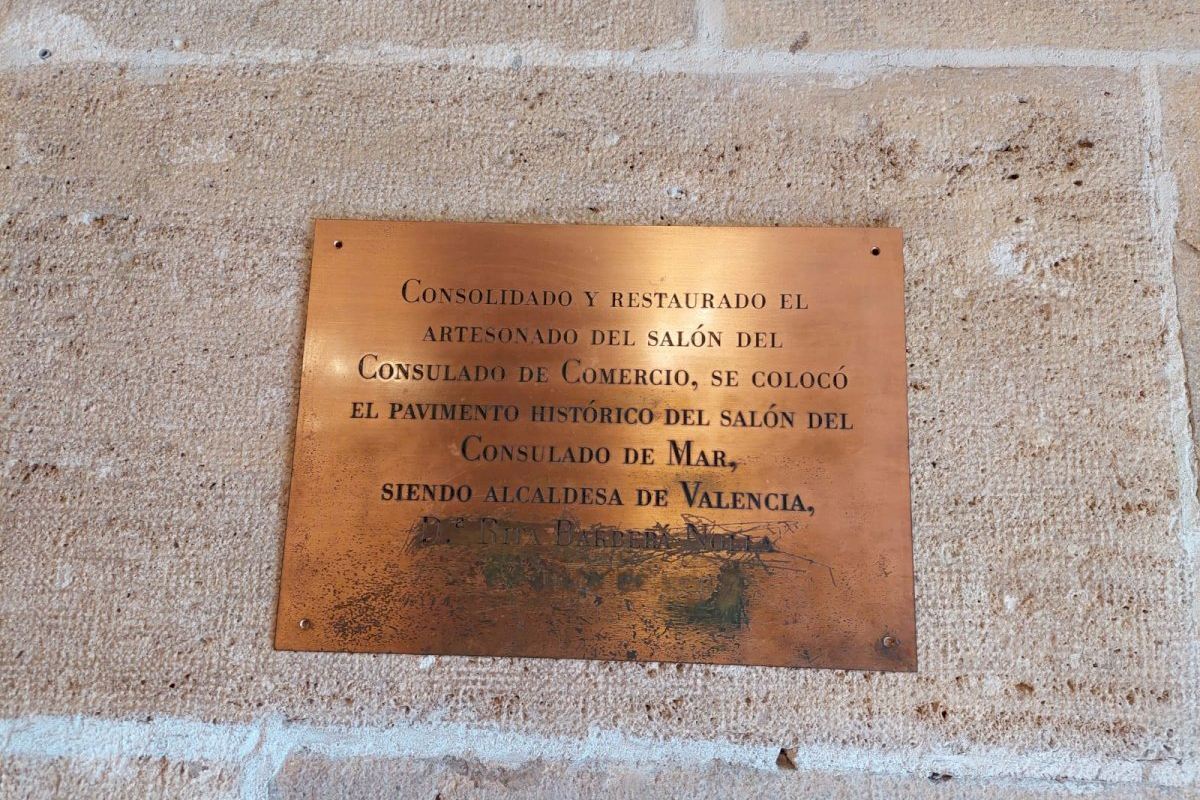 Consolidado y restaurado el
artesonado del salón del
Consulado de Comercio, se colocó
el pavimento histórico del salón del
Consulado de Mar,
siendo alcaldesa de Valencia,
D.ª Rita Barberá Nolla